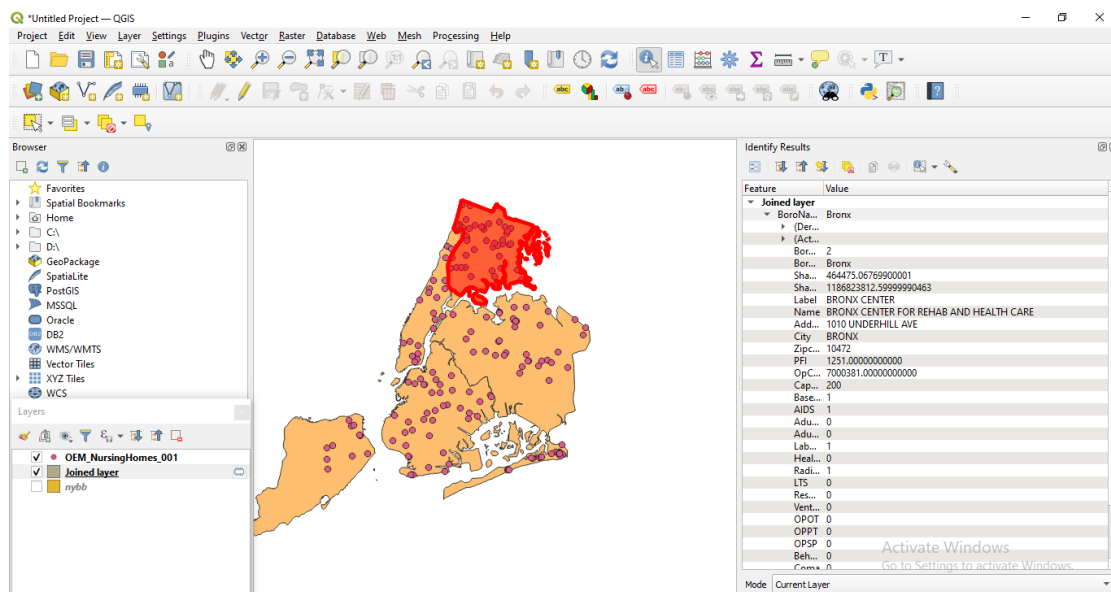 *Untitled Project — QGIS
Project Edit View Layer Settings Plugins Vector Raster Database Web Mesh Processing Help
abc abc abc
Browser
Favorites
Spatial Bookmarks
Home
C:\
D:\
GeoPackage
SpatiaLite
PostGIS
MSSQL
Oracle
DB2
WMS/WMTS
Vector Tiles
XYZ Tiles
WCS
Layers
OEM_NursingHomes_001
Joined layer
nybb
Identify Results
Feature Value
Joined layer
BoroNa... Bronx
(Der...
(Act...
Bor... 2
Bor... Bronx
Sha... 464475.06769900001
Sha... 1186823812.59999990463
Label BRONX CENTER
Name BRONX CENTER FOR REHAB AND HEALTH CARE
Add... 1010 UNDERHILL AVE
City BRONX
Zipc... 10472
PFI 1251.00000000000
OpC... 7000381.00000000000
Cap... 200
Base... 1
AIDS 1
Adu... 0
Adu... 0
Lab... 1
Heal... 0
Radi... 1
LTS 0
Res... 0
Vent... 0
OPOT 0
OPPT 0
OPSP 0
Beh... 0
Coma 0
Activate Windows
Go to Settings to activate Windows.
Mode Current Layer